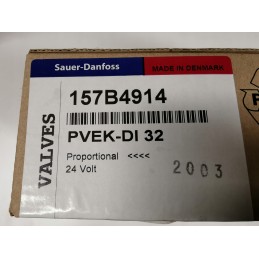 Sauer-Danfoss
MADE IN DENMARK
VALVES
157B4914
PVEK-DI 32
Proportional <<<<
24 Volt
2003